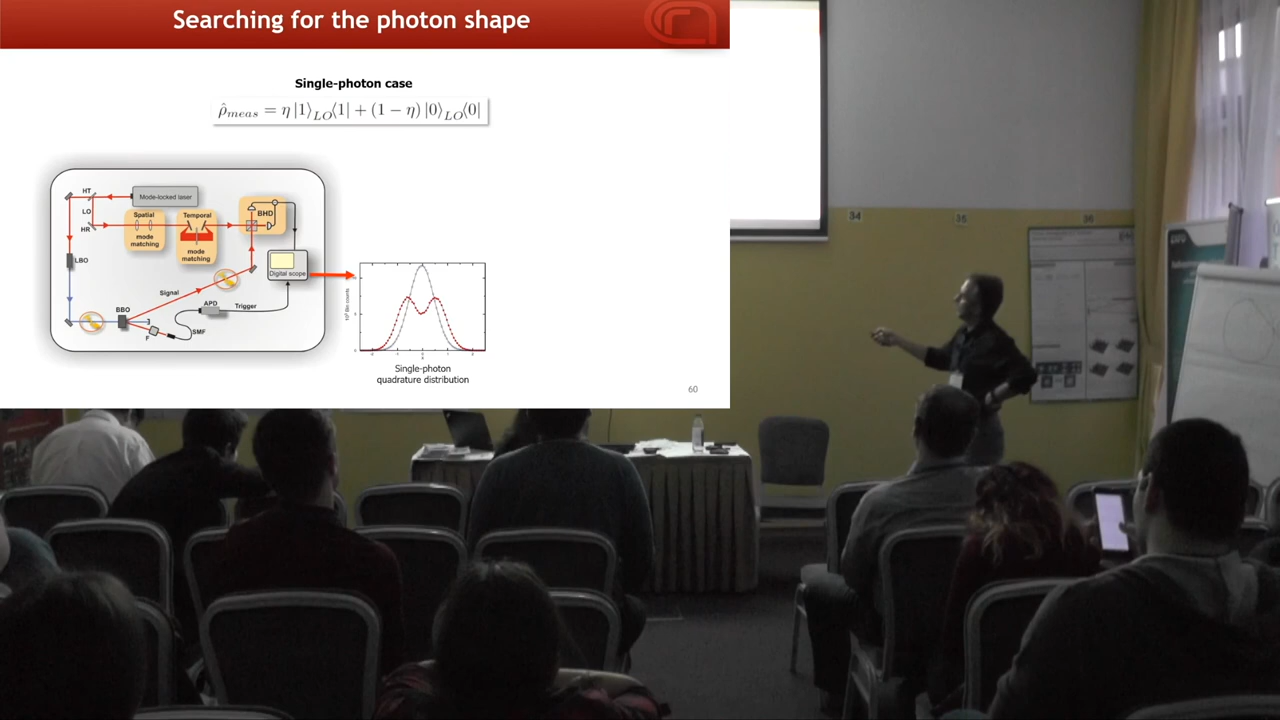 Searching for the photon shape
Single-photon case
ρ̂_meas = η |1⟩_LO⟨1| + (1 − η) |0⟩_LO⟨0|
HT
Mode-locked laser
LO
HR
Spatial
mode
matching
Temporal
mode
matching
BHD
LBO
Digital scope
Signal
BBO
APD
Trigger
SMF
F
Single-photon
quadrature distribution
60
34
35
36